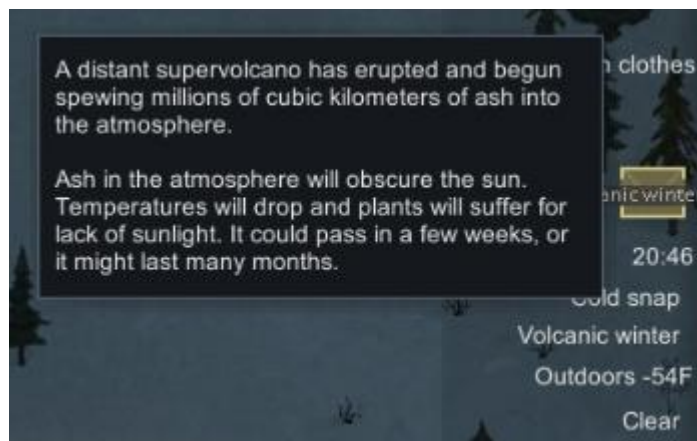 A distant supervolcano has erupted and begun
spewing millions of cubic kilometers of ash into
the atmosphere.
Ash in the atmosphere will obscure the sun.
Temperatures will drop and plants will suffer for
lack of sunlight. It could pass in a few weeks, or
it might last many months.
clothes
20:46
Cold snap
Volcanic winter
Outdoors -54F
Clear